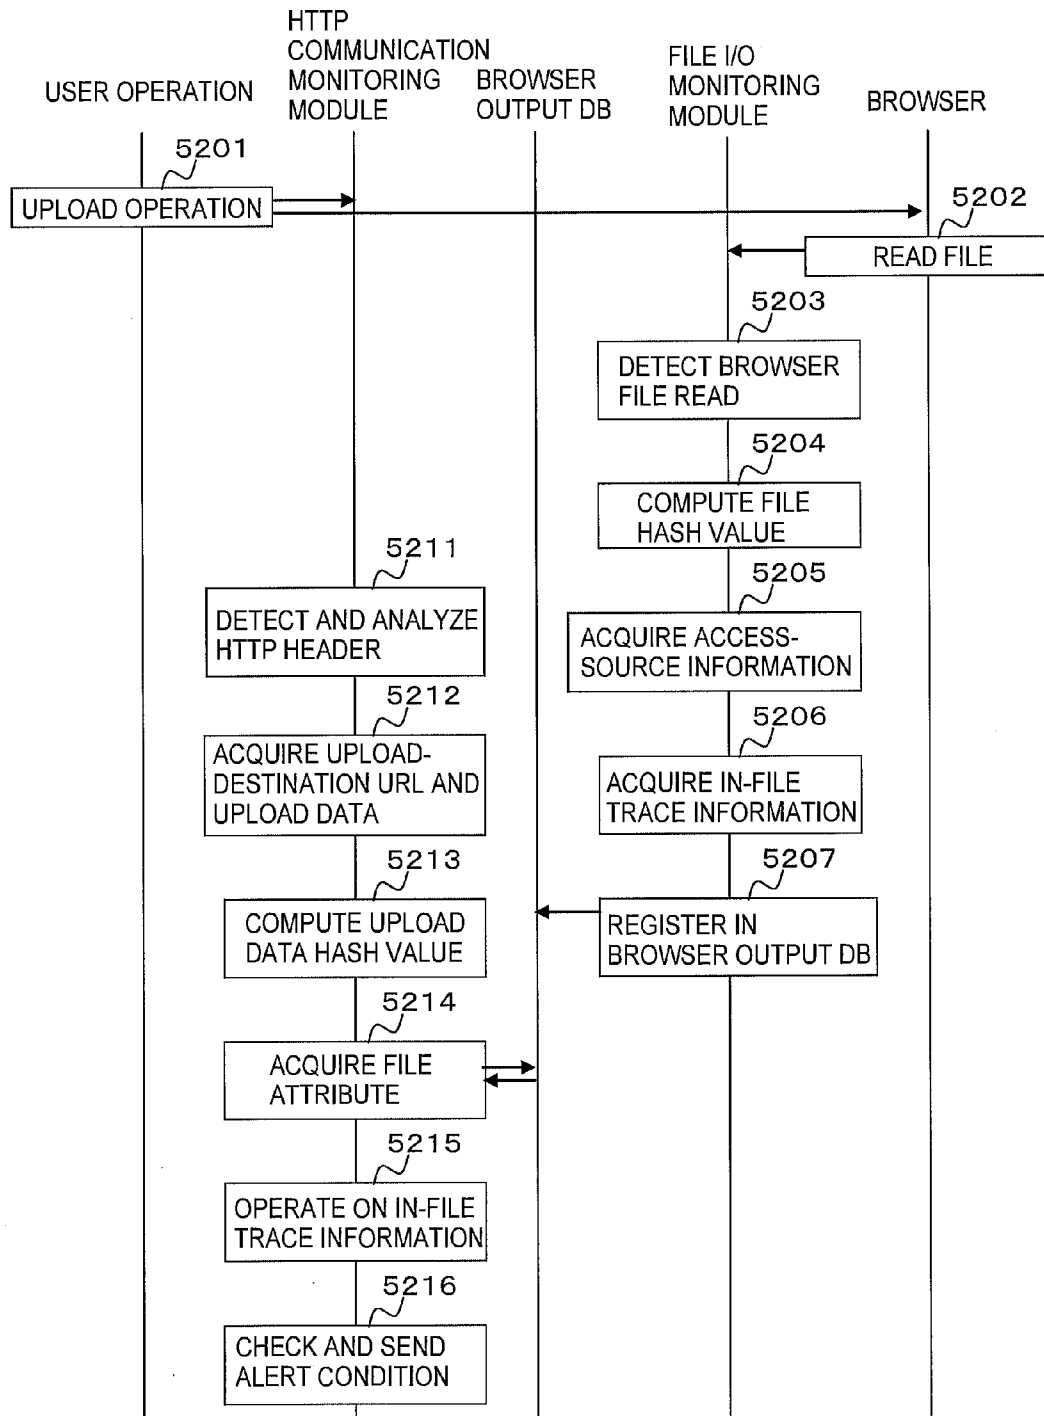 USER OPERATION
HTTP
COMMUNICATION
MONITORING
MODULE
BROWSER
OUTPUT DB
FILE I/O
MONITORING
MODULE
BROWSER
5201
UPLOAD OPERATION
5202
READ FILE
5203
DETECT BROWSER
FILE READ
5204
COMPUTE FILE
HASH VALUE
5211
DETECT AND ANALYZE
HTTP HEADER
5205
ACQUIRE ACCESS-
SOURCE INFORMATION
5212
ACQUIRE UPLOAD-
DESTINATION URL AND
UPLOAD DATA
5206
ACQUIRE IN-FILE
TRACE INFORMATION
5213
COMPUTE UPLOAD
DATA HASH VALUE
5207
REGISTER IN
BROWSER OUTPUT DB
5214
ACQUIRE FILE
ATTRIBUTE
5215
OPERATE ON IN-FILE
TRACE INFORMATION
5216
CHECK AND SEND
ALERT CONDITION